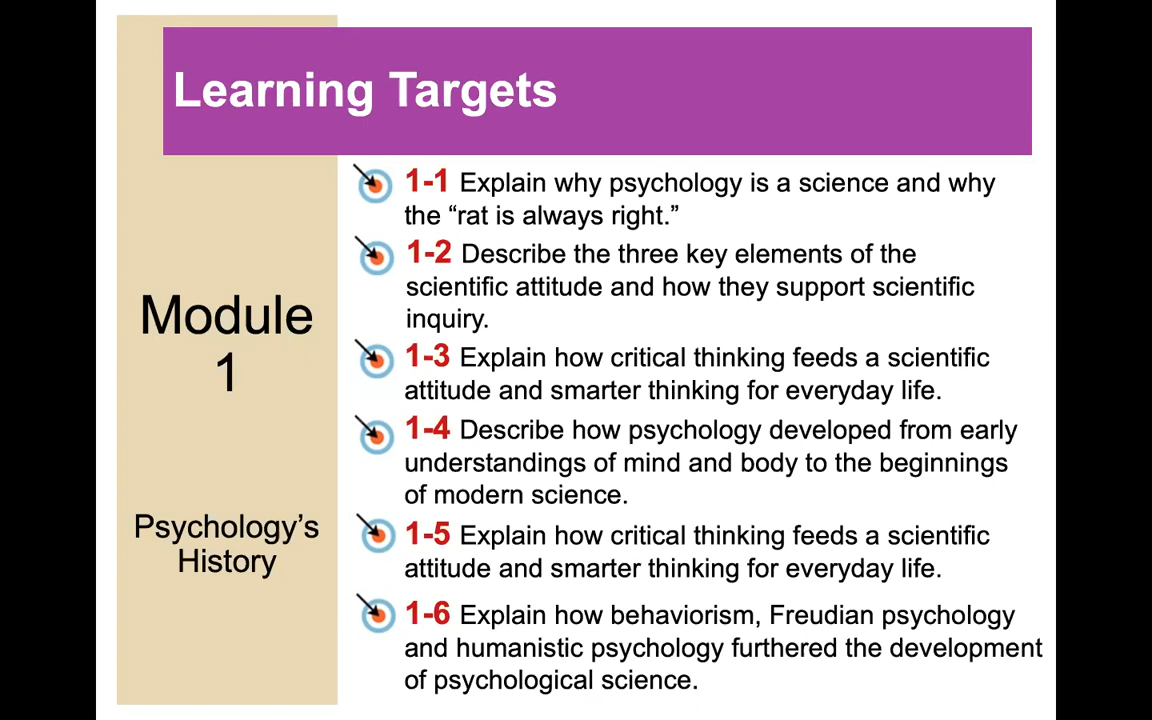 Learning Targets
Module
1
Psychology's
History
1-1 Explain why psychology is a science and why
the “rat is always right.”
1-2 Describe the three key elements of the
scientific attitude and how they support scientific
inquiry.
1-3 Explain how critical thinking feeds a scientific
attitude and smarter thinking for everyday life.
1-4 Describe how psychology developed from early
understandings of mind and body to the beginnings
of modern science.
1-5 Explain how critical thinking feeds a scientific
attitude and smarter thinking for everyday life.
1-6 Explain how behaviorism, Freudian psychology
and humanistic psychology furthered the development
of psychological science.